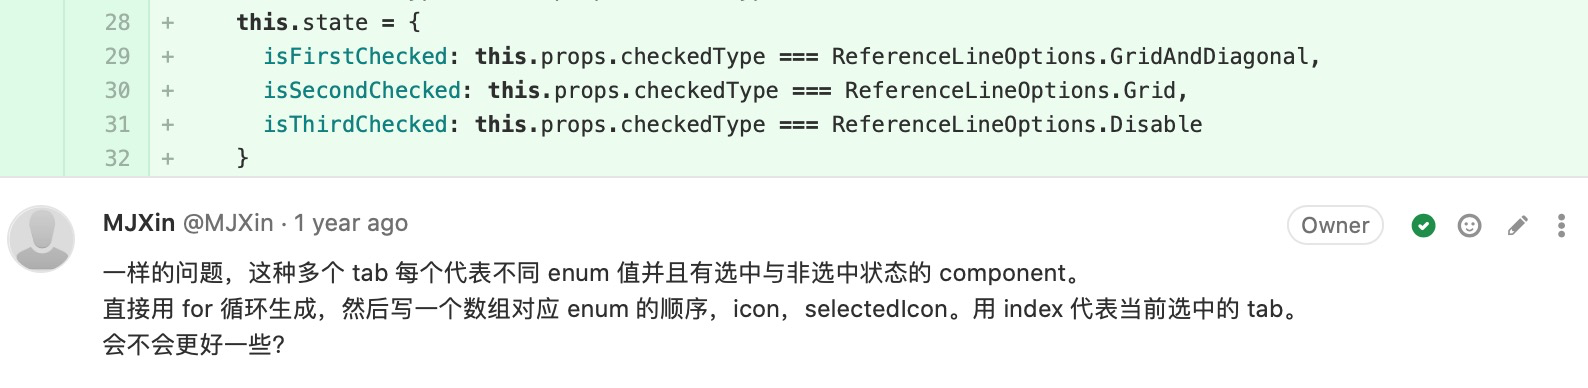 28 + this.state = {
29 + isFirstChecked: this.props.checkedType === ReferenceLineOptions.GridAndDiagonal,
30 + isSecondChecked: this.props.checkedType === ReferenceLineOptions.Grid,
31 + isThirdChecked: this.props.checkedType === ReferenceLineOptions.Disable
32 + }
MJXin @MJXin · 1 year ago Owner
一样的问题，这种多个 tab 每个代表不同 enum 值并且有选中与非选中状态的 component。
直接用 for 循环生成，然后写一个数组对应 enum 的顺序，icon，selectedIcon。用 index 代表当前选中的 tab。
会不会更好一些？